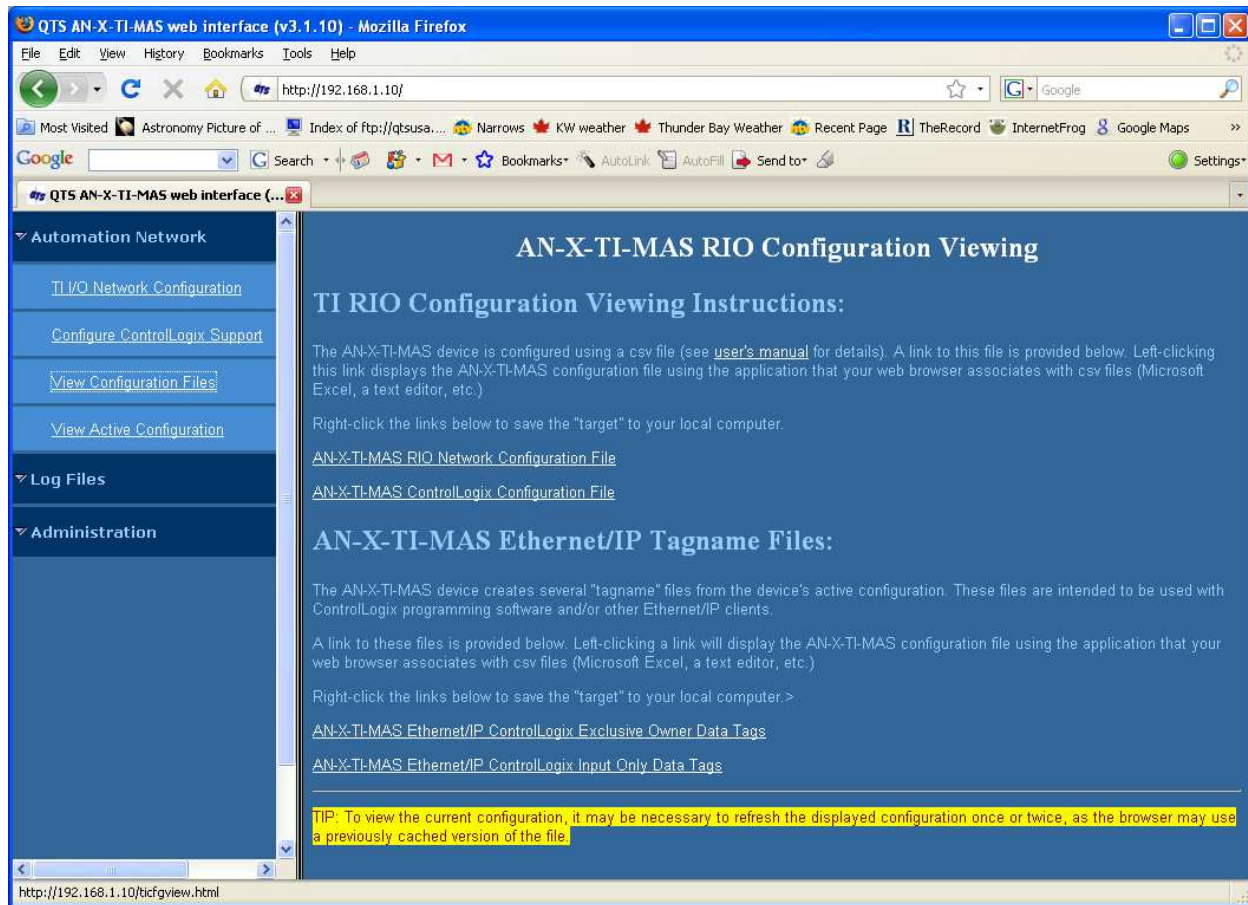 QTS AN-X-TI-MAS web interface (v3.1.10) - Mozilla Firefox
File Edit View History Bookmarks Tools Help
QTS http://192.168.1.10/ G Google
Most Visited Astronomy Picture of ... Index of ftp://qtsusa.... Narrows KW weather Thunder Bay Weather Recent Page R TheRecord InternetFrog 8 Google Maps »
Google G Search M Bookmarks AutoLink AutoFill Send to Settings
QTS QTS AN-X-TI-MAS web interface (...
Automation Network
TI I/O Network Configuration
Configure ControlLogix Support
View Configuration Files
View Active Configuration
Log Files
Administration
AN-X-TI-MAS RIO Configuration Viewing
TI RIO Configuration Viewing Instructions:
The AN-X-TI-MAS device is configured using a csv file (see user's manual for details). A link to this file is provided below. Left-clicking
this link displays the AN-X-TI-MAS configuration file using the application that your web browser associates with csv files (Microsoft
Excel, a text editor, etc.)
Right-click the links below to save the "target" to your local computer.
AN-X-TI-MAS RIO Network Configuration File
AN-X-TI-MAS ControlLogix Configuration File
AN-X-TI-MAS Ethernet/IP Tagname Files:
The AN-X-TI-MAS device creates several "tagname" files from the device's active configuration. These files are intended to be used with
ControlLogix programming software and/or other Ethernet/IP clients.
A link to these files is provided below. Left-clicking a link will display the AN-X-TI-MAS configuration file using the application that your
web browser associates with csv files (Microsoft Excel, a text editor, etc.)
Right-click the links below to save the "target" to your local computer.>
AN-X-TI-MAS Ethernet/IP ControlLogix Exclusive Owner Data Tags
AN-X-TI-MAS Ethernet/IP ControlLogix Input Only Data Tags
TIP: To view the current configuration, it may be necessary to refresh the displayed configuration once or twice, as the browser may use
a previously cached version of the file.
http://192.168.1.10/ticfgview.html